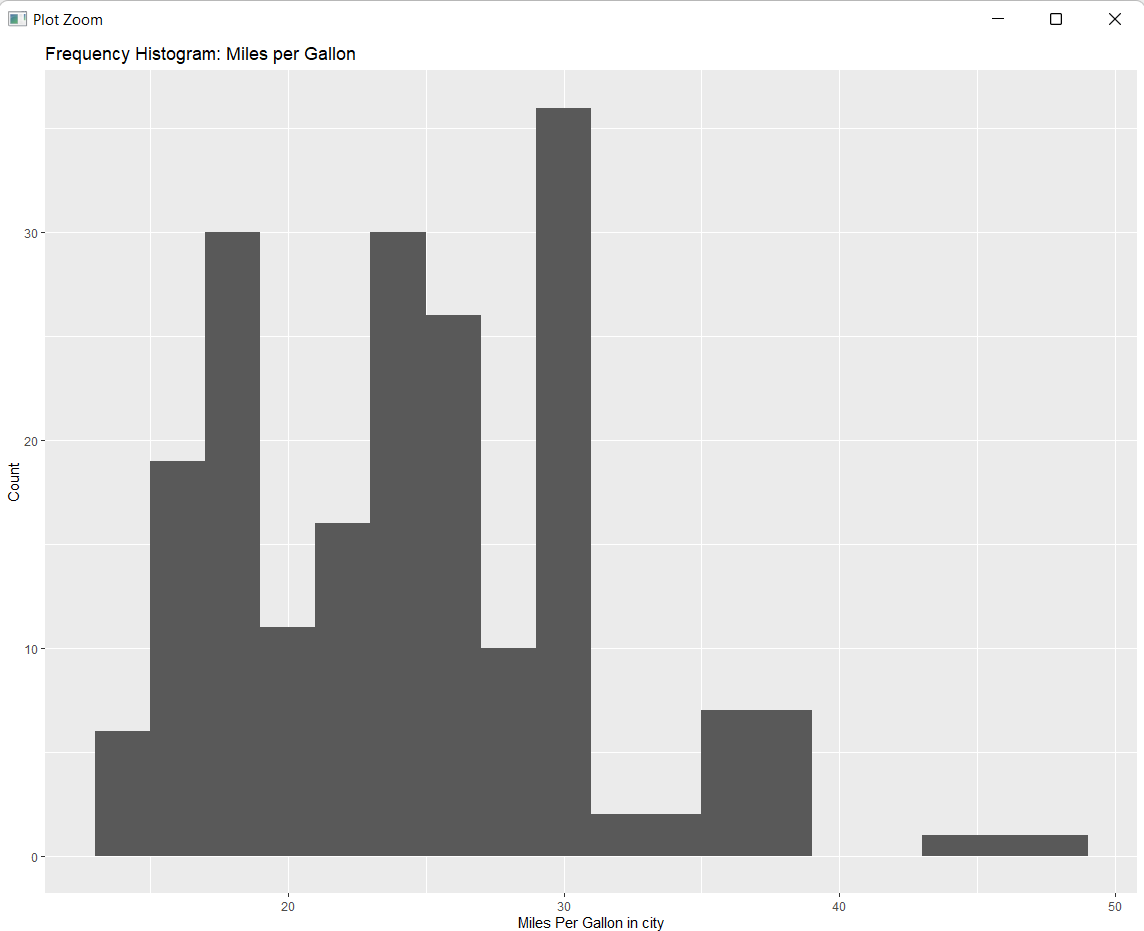 Plot Zoom
Frequency Histogram: Miles per Gallon
30
20
10
0
Count
20 30 40 50
Miles Per Gallon in city